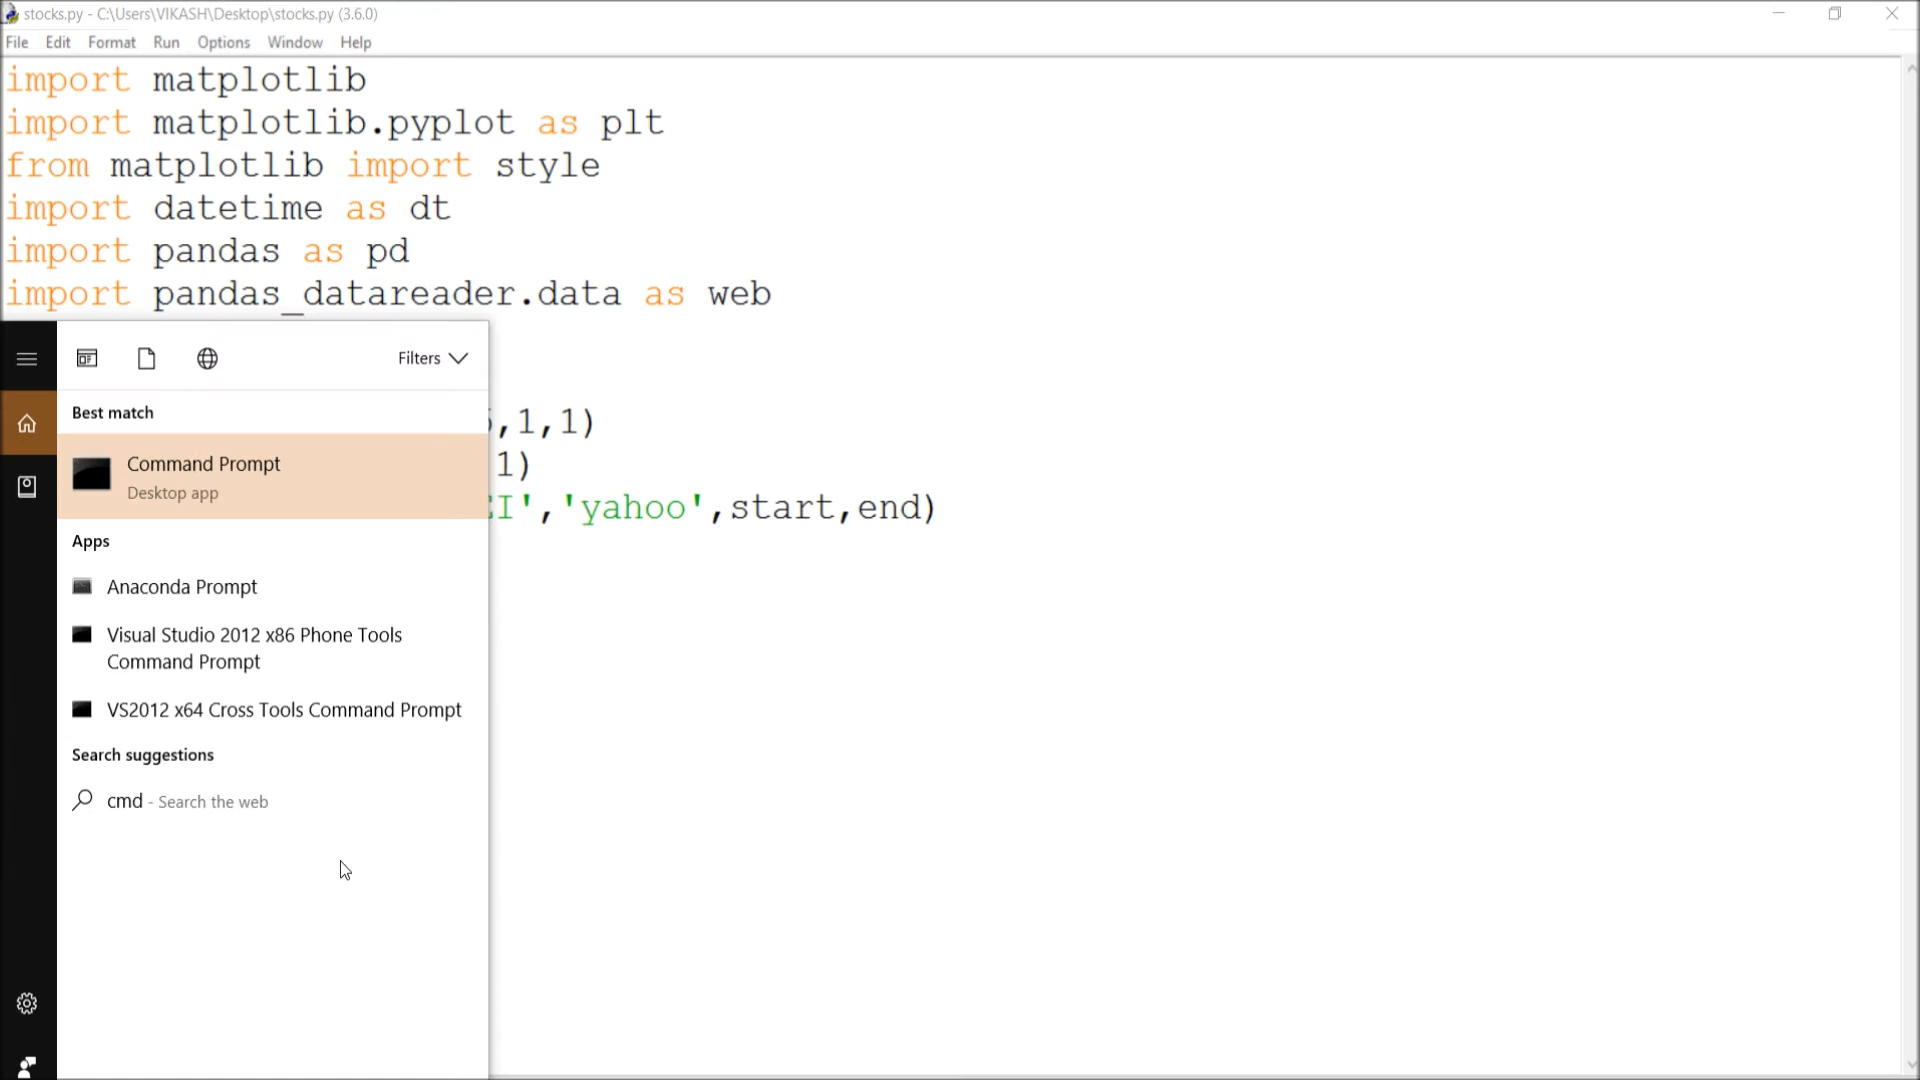 stocks.py - C:\Users\VIKASH\Desktop\stocks.py (3.6.0)
File Edit Format Run Options Window Help
import matplotlib
import matplotlib.pyplot as plt
from matplotlib import style
import datetime as dt
import pandas as pd
import pandas_datareader.data as web
,1,1)
1)
I','yahoo',start,end)
Filters
Best match
Command Prompt
Desktop app
Apps
Anaconda Prompt
Visual Studio 2012 x86 Phone Tools
Command Prompt
VS2012 x64 Cross Tools Command Prompt
Search suggestions
cmd - Search the web